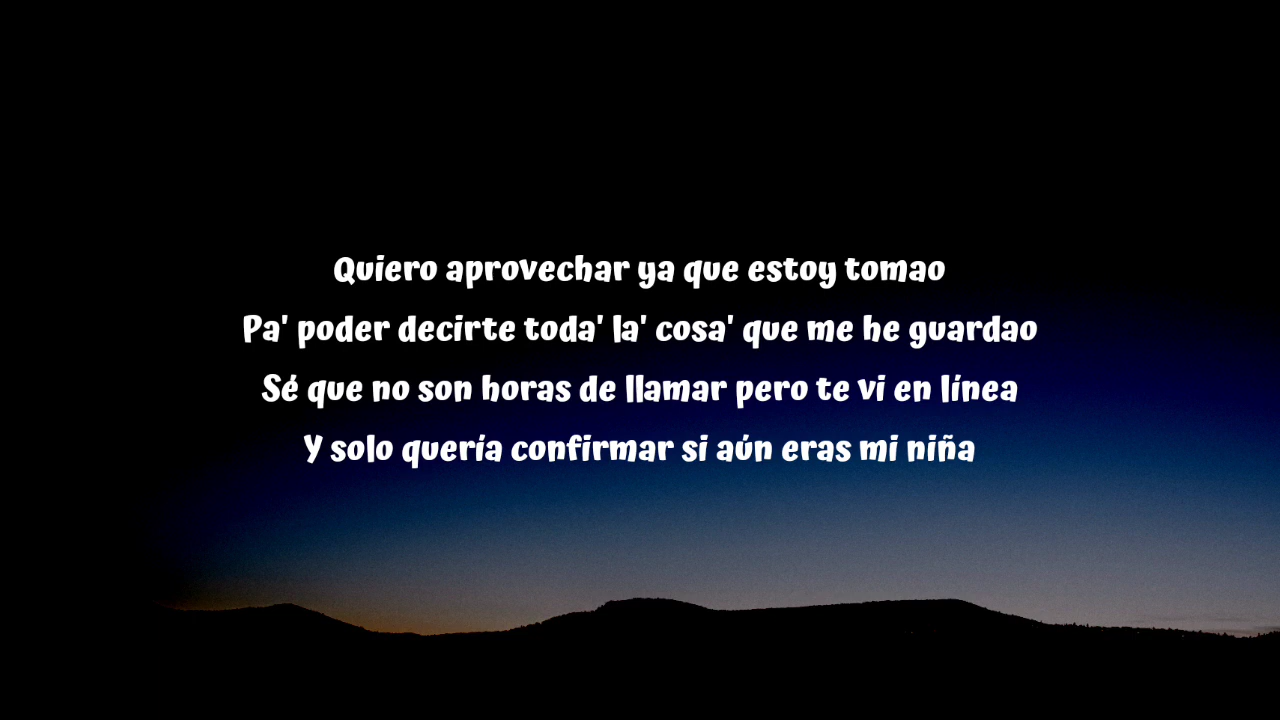 Quiero aprovechar ya que estoy tomao
Pa' poder decirte toda' la' cosa' que me he guardao
Sé que no son horas de llamar pero te vi en línea
Y solo quería confirmar si aún eras mi niña